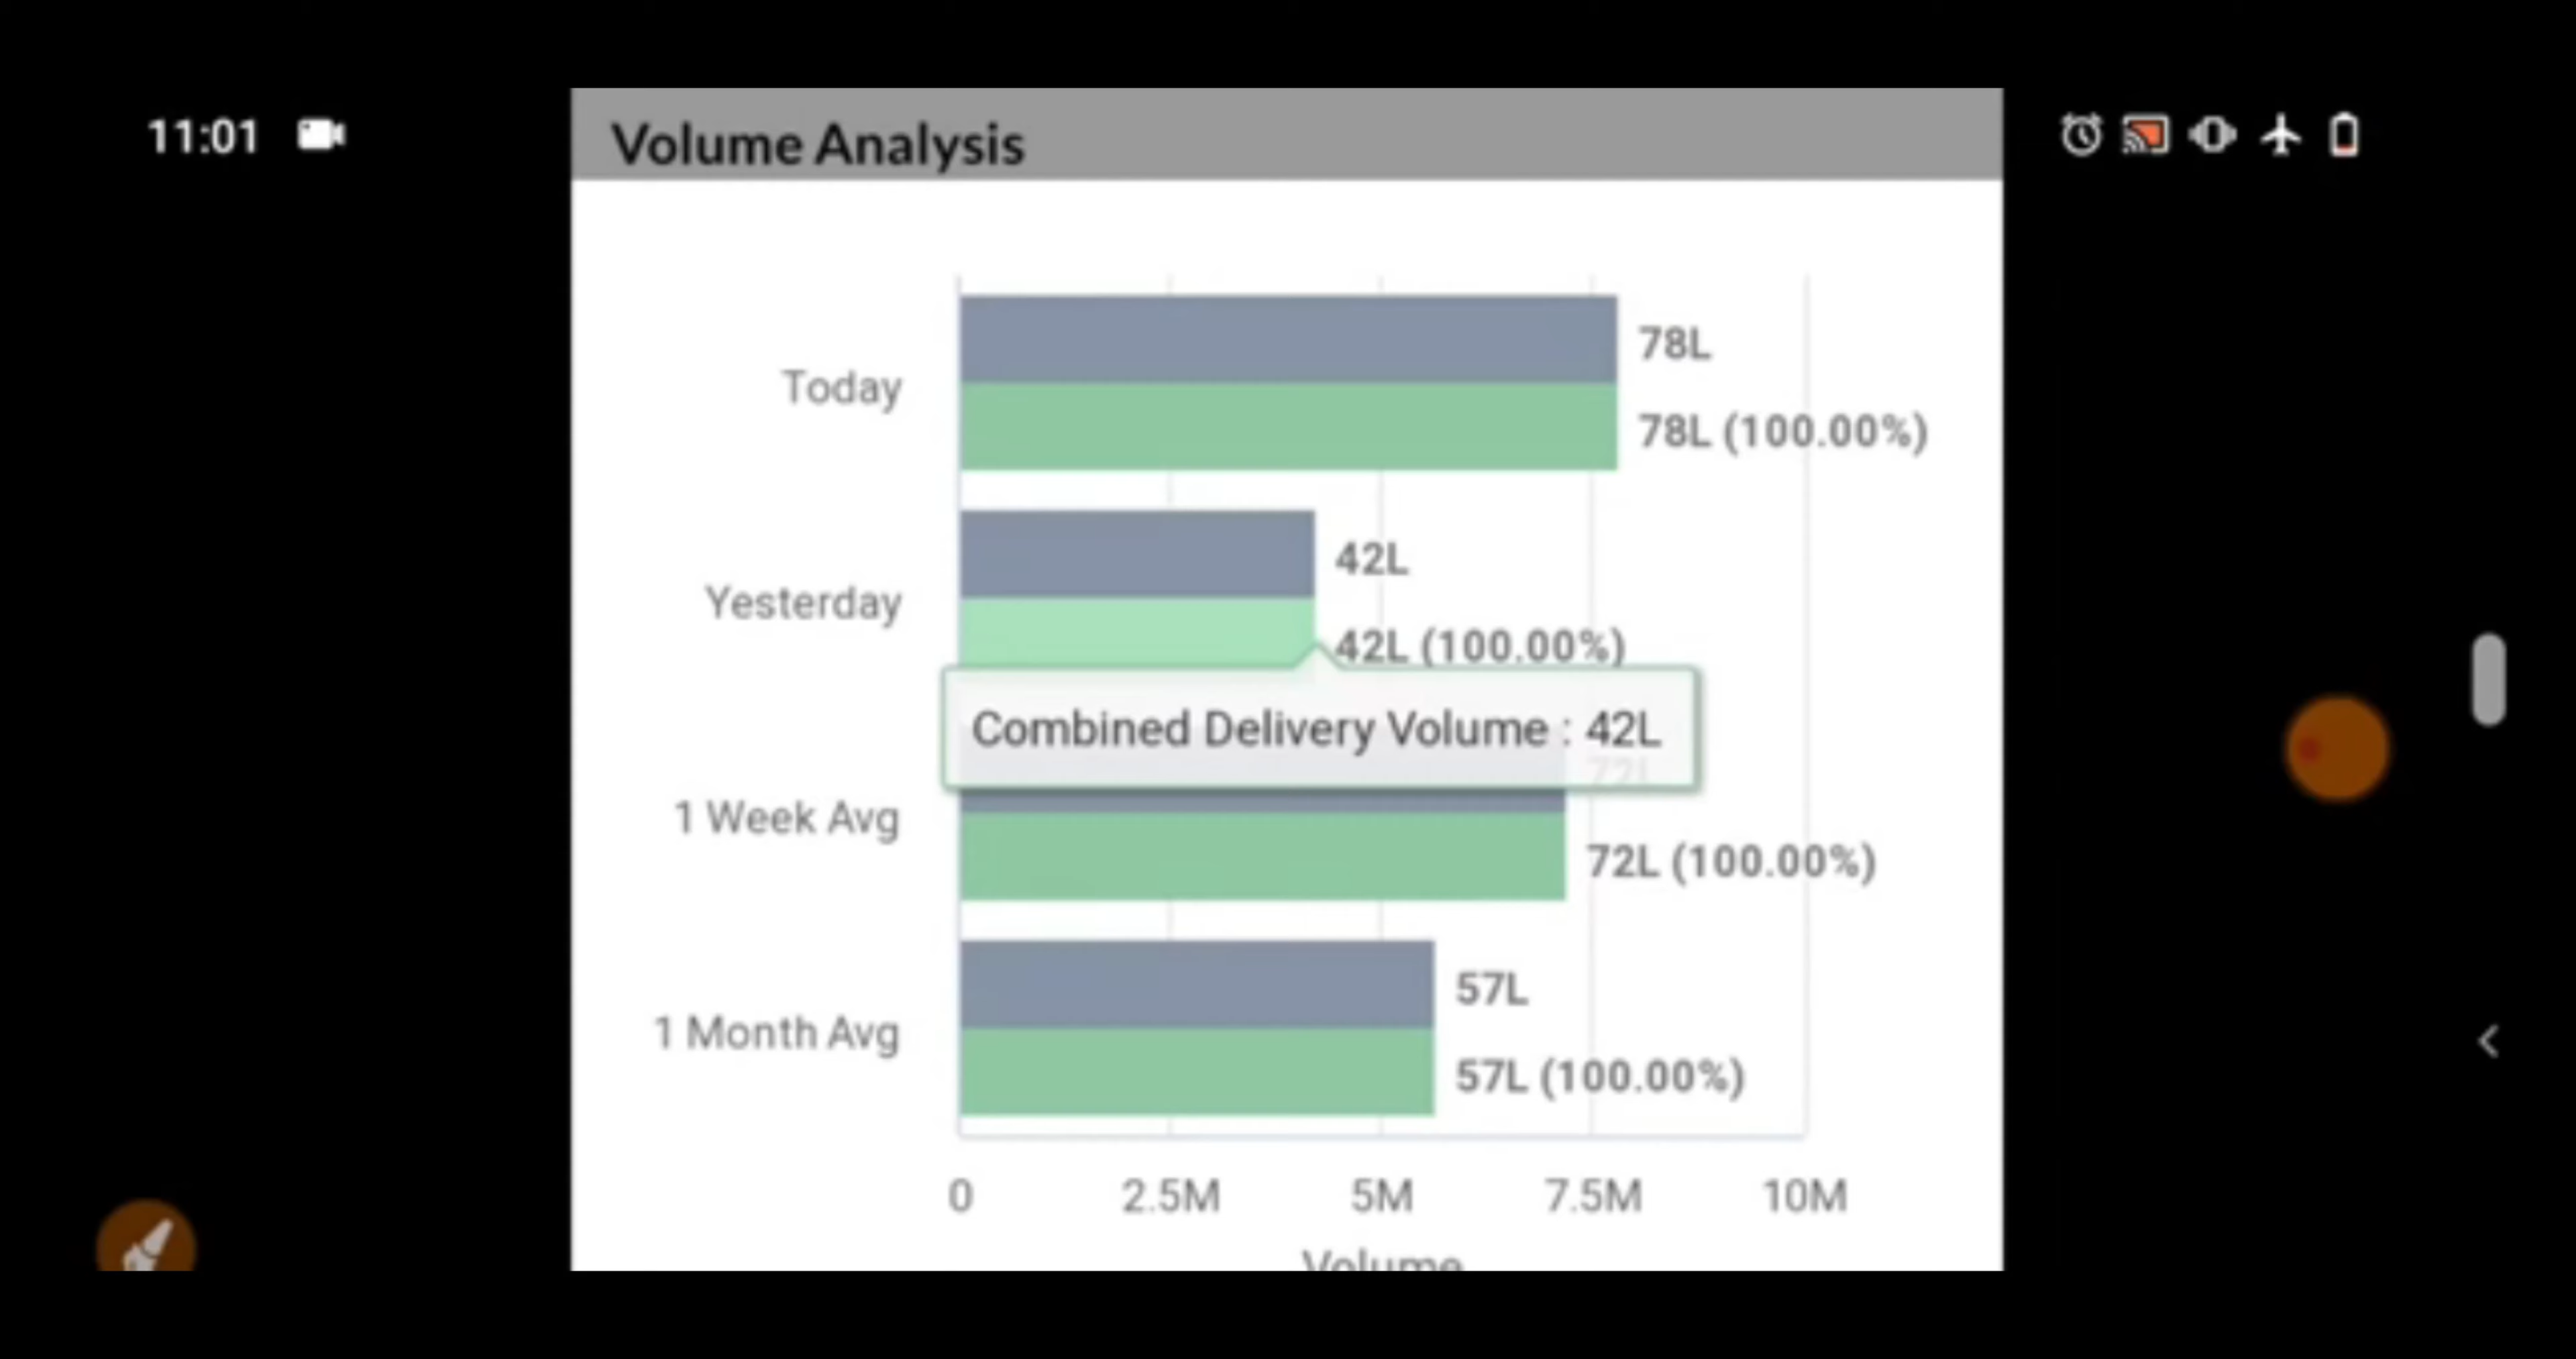 11:01
Volume Analysis
Today
78L
78L (100.00%)
Yesterday
42L
42L (100.00%)
Combined Delivery Volume : 42L
72L
1 Week Avg
72L (100.00%)
1 Month Avg
57L
57L (100.00%)
0 2.5M 5M 7.5M 10M
Volume